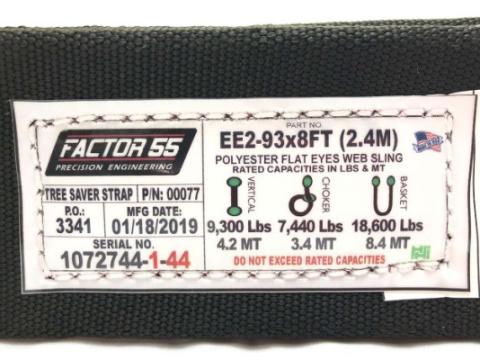 FACTOR 55
PRECISION ENGINEERING
TREE SAVER STRAP P/N: 00077
P.O.: MFG DATE:
3341 01/18/2019
SERIAL NO.
1072744-1-44
PART NO.
EE2-93x8FT (2.4M)
POLYESTER FLAT EYES WEB SLING
RATED CAPACITIES IN LBS & MT
VERTICAL CHOKER BASKET
9,300 Lbs 7,440 Lbs 18,600 Lbs
4.2 MT 3.4 MT 8.4 MT
DO NOT EXCEED RATED CAPACITIES